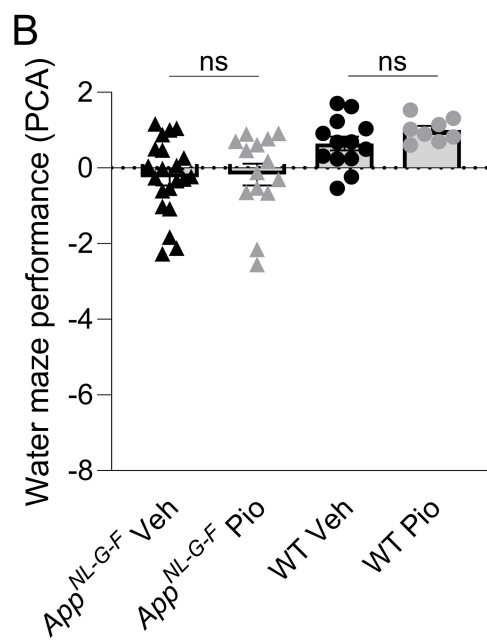 B
ns ns
Water maze performance (PCA)
2
0
-2
-4
-6
-8
App^NL-G-F Veh
App^NL-G-F Pio
WT Veh
WT Pio